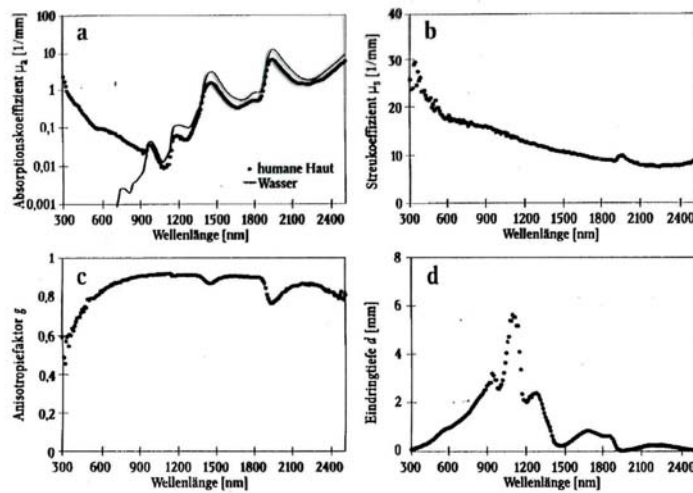 a
Absorptionskoeffizient μa [1/mm]
100
10
1
0,1
0,01
0,001
humane Haut
Wasser
300 600 900 1200 1500 1800 2100 2400
Wellenlänge [nm]
b
Streukoeffizient μs [1/mm]
40
30
20
10
0
300 600 900 1200 1500 1800 2100 2400
Wellenlänge [nm]
c
Anisotropiefaktor g
1
0,8
0,6
0,4
0,2
0
300 600 900 1200 1500 1800 2100 2400
Wellenlänge [nm]
d
Eindringtiefe d [mm]
8
6
4
2
0
300 600 900 1200 1500 1800 2100 2400
Wellenlänge [nm]